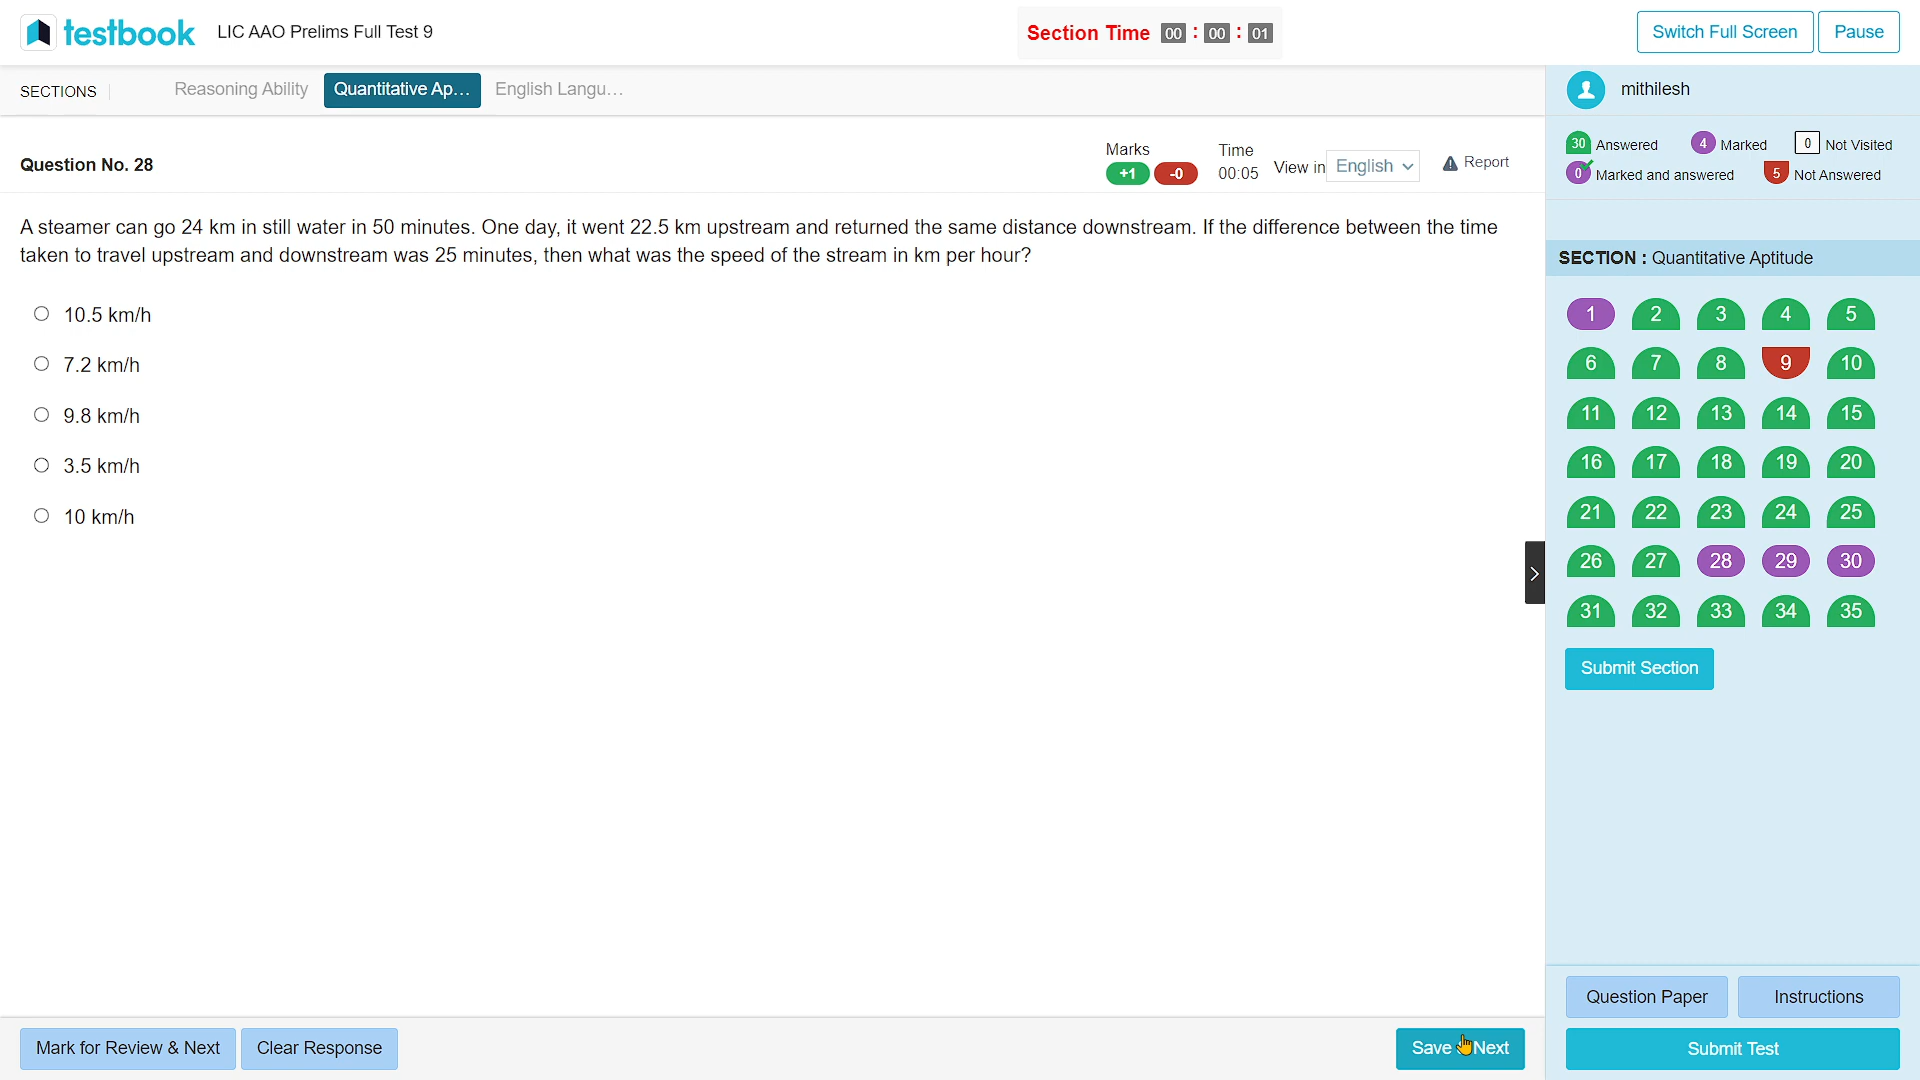 testbook LIC AAO Prelims Full Test 9 Section Time 00 : 00 : 01 Switch Full Screen Pause
SECTIONS Reasoning Ability Quantitative Ap... English Langu... mithilesh
30 Answered 4 Marked 0 Not Visited
0 Marked and answered 5 Not Answered
Question No. 28 Marks +1 -0 Time 00:05 View in English Report
A steamer can go 24 km in still water in 50 minutes. One day, it went 22.5 km upstream and returned the same distance downstream. If the difference between the time
taken to travel upstream and downstream was 25 minutes, then what was the speed of the stream in km per hour?
10.5 km/h
7.2 km/h
9.8 km/h
3.5 km/h
10 km/h
SECTION : Quantitative Aptitude
1 2 3 4 5
6 7 8 9 10
11 12 13 14 15
16 17 18 19 20
21 22 23 24 25
26 27 28 29 30
31 32 33 34 35
Submit Section
Question Paper Instructions
Mark for Review & Next Clear Response Save Next Submit Test